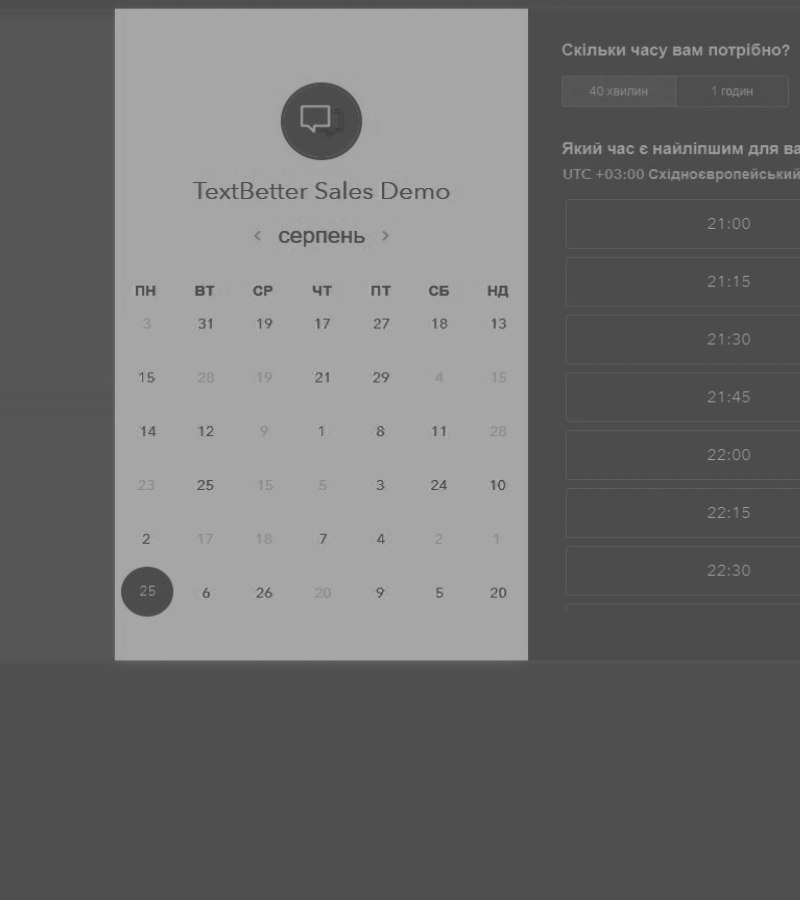 TextBetter Sales Demo
серпень
ПН ВТ СР ЧТ ПТ СБ НД
3 31 19 17 27 18 13
15 28 19 21 29 4 15
14 12 9 1 8 11 28
23 25 15 5 3 24 10
2 17 18 7 4 2 1
25 6 26 20 9 5 20
Скільки часу вам потрібно?
40 хвилин 1 годин
Який час є найліпшим для ва
UTC +03:00 Східноєвропейський
21:00
21:15
21:30
21:45
22:00
22:15
22:30